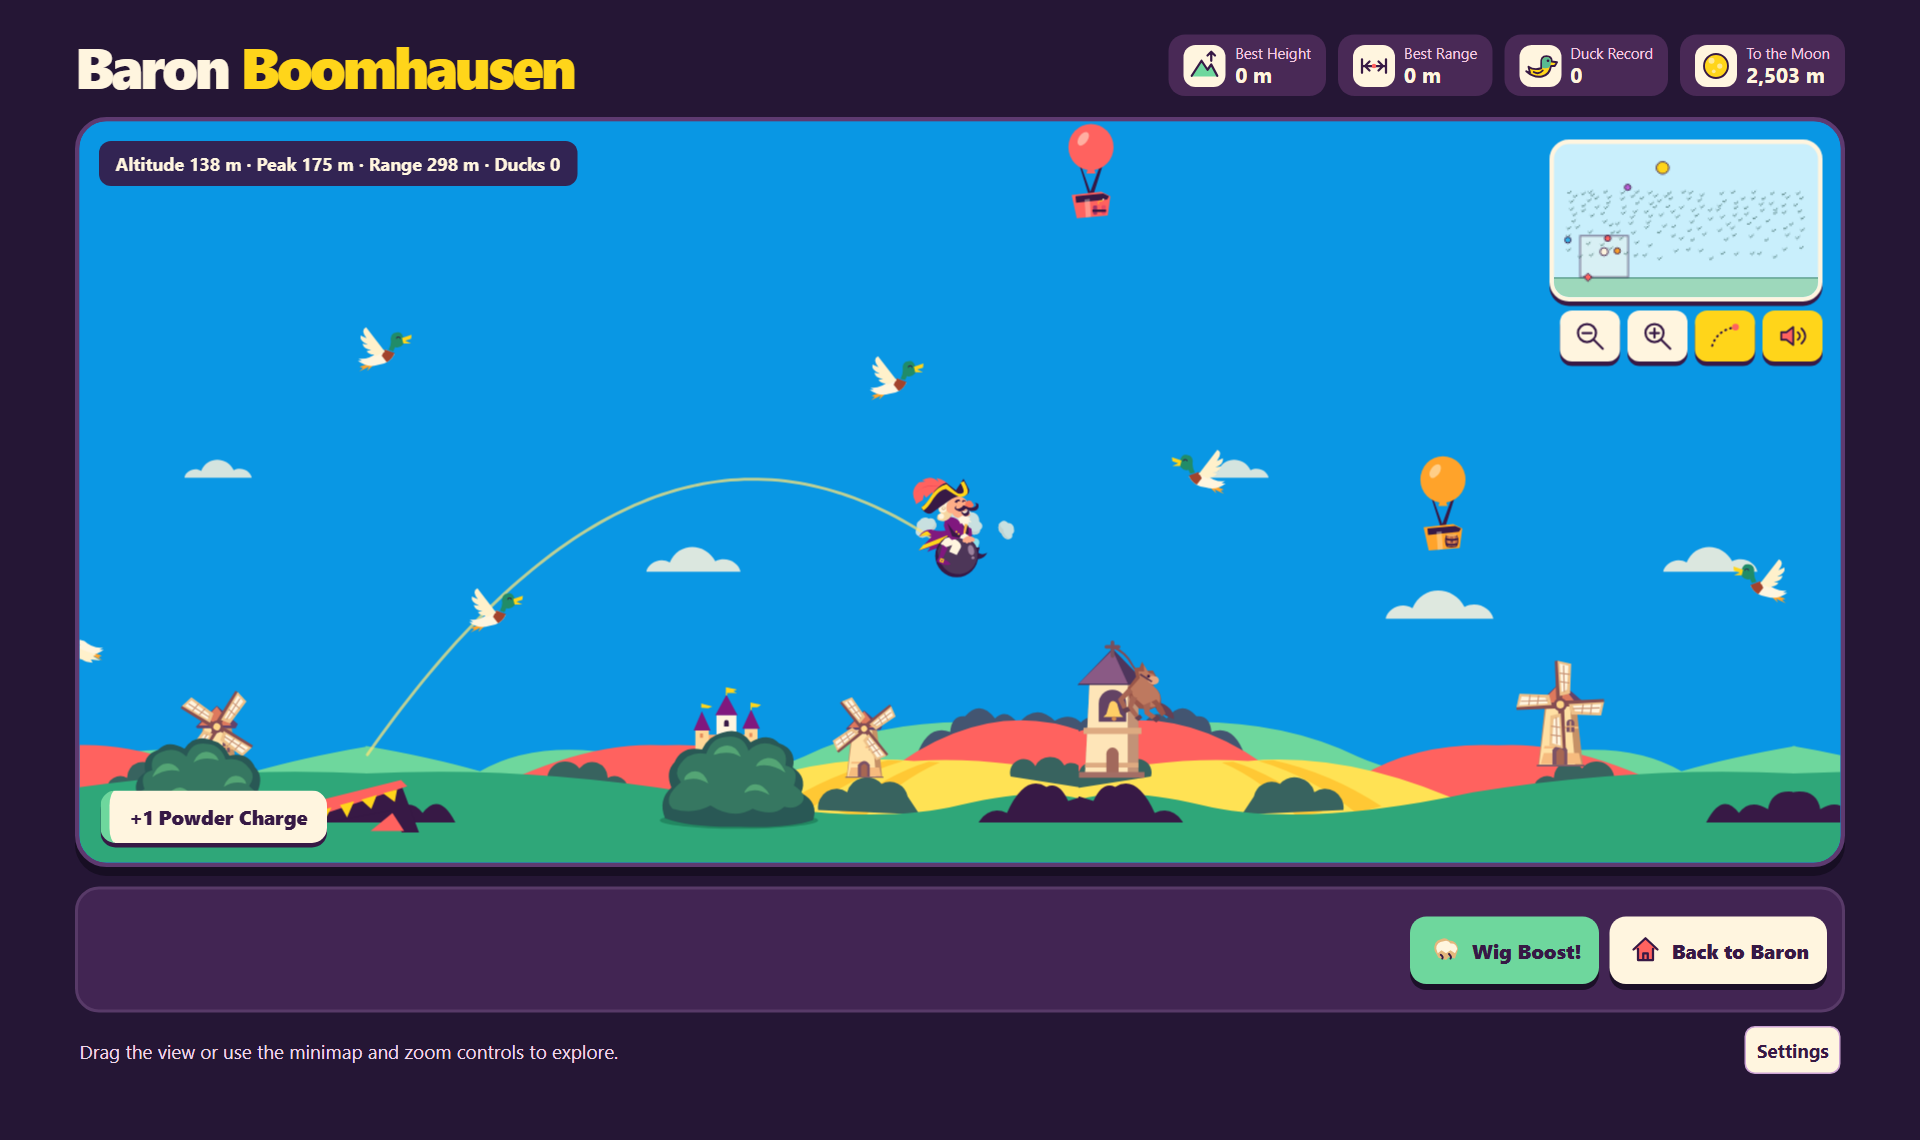 Baron Boomhausen
Best Height
0 m
Best Range
0 m
Duck Record
0
To the Moon
2,503 m
Altitude 138 m · Peak 175 m · Range 298 m · Ducks 0
+1 Powder Charge
Wig Boost!
Back to Baron
Drag the view or use the minimap and zoom controls to explore.
Settings